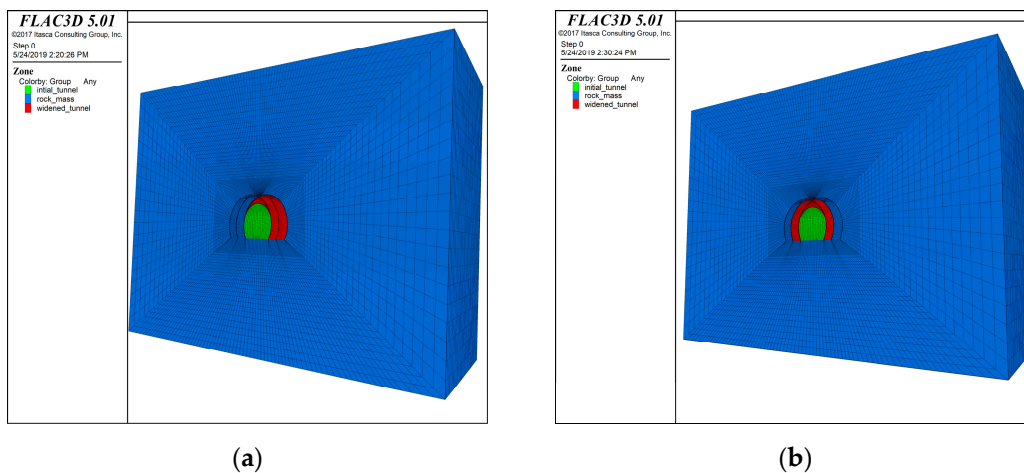 FLAC3D 5.01
©2017 Itasca Consulting Group, Inc.
Step 0
5/24/2019 2:20:26 PM
Zone
Colorby: Group Any
intial_tunnel
rock_mass
widened_tunnel
(a)
FLAC3D 5.01
©2017 Itasca Consulting Group, Inc.
Step 0
5/24/2019 2:30:24 PM
Zone
Colorby: Group Any
intial_tunnel
rock_mass
widened_tunnel
(b)